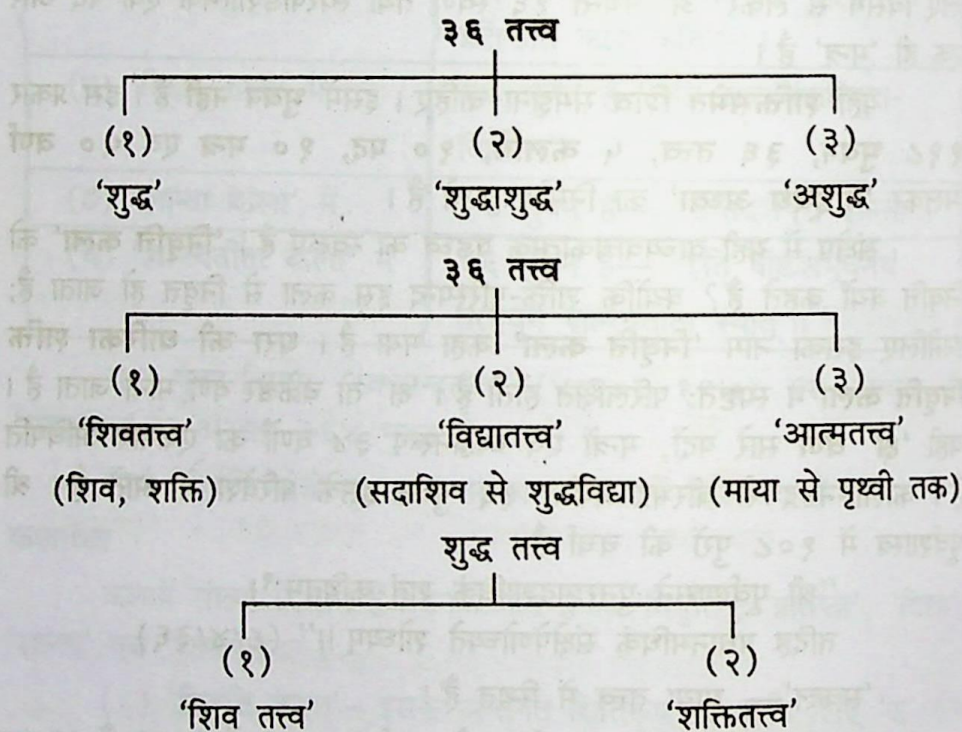 ३६ तत्त्व
(१) (२) (३)
‘शुद्ध’ ‘शुद्धाशुद्ध’ ‘अशुद्ध’
३६ तत्त्व
(१) (२) (३)
‘शिवतत्त्व’ ‘विद्यातत्त्व’ ‘आत्मतत्त्व’
(शिव, शक्ति) (सदाशिव से शुद्धविद्या) (माया से पृथ्वी तक)
शुद्ध तत्त्व
(१) (२)
‘शिव तत्त्व’ ‘शक्तितत्त्व’